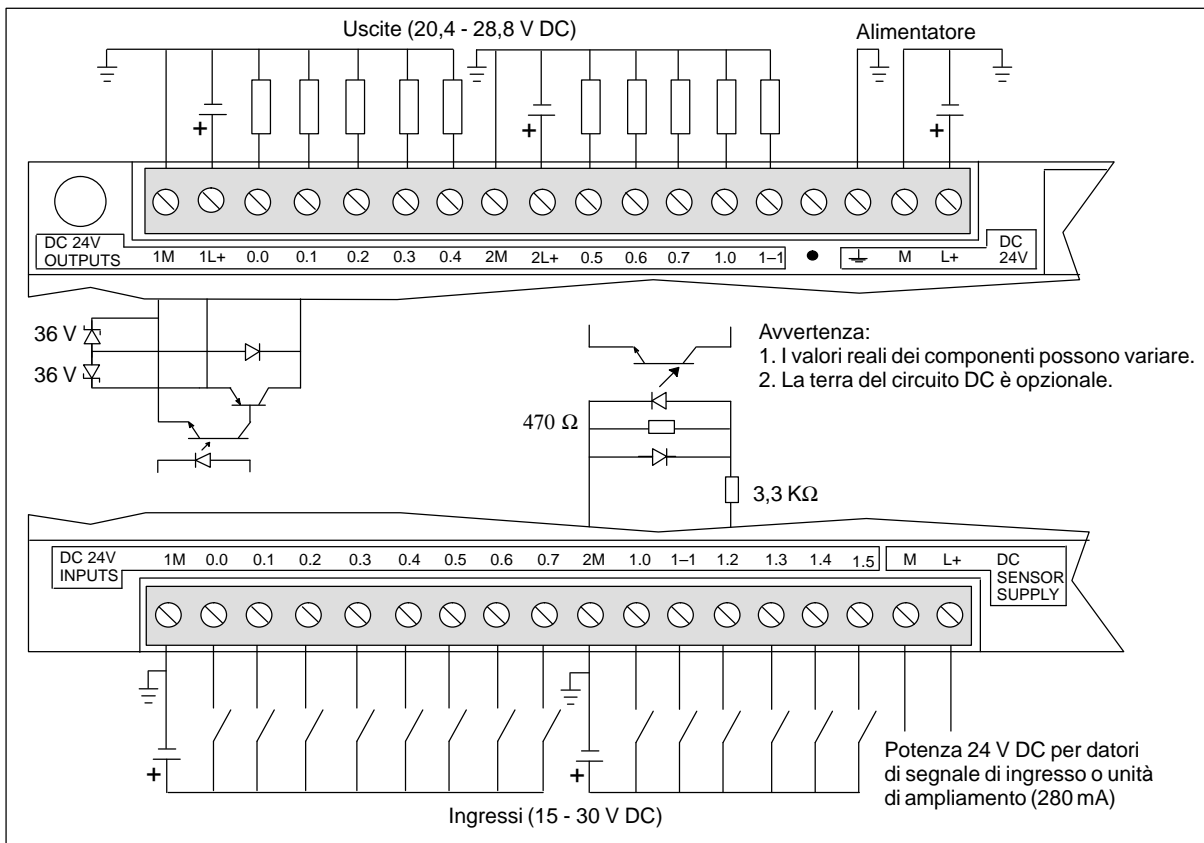 Uscite (20,4 - 28,8 V DC)
Alimentatore
+
+
+
DC 24V
OUTPUTS
1M 1L+ 0.0 0.1 0.2 0.3 0.4 2M 2L+ 0.5 0.6 0.7 1.0 1–1 ● M L+
DC
24V
36 V
36 V
470 Ω
3,3 KΩ
Avvertenza:
1. I valori reali dei componenti possono variare.
2. La terra del circuito DC è opzionale.
DC 24V
INPUTS
1M 0.0 0.1 0.2 0.3 0.4 0.5 0.6 0.7 2M 1.0 1–1 1.2 1.3 1.4 1.5 M L+
DC
SENSOR
SUPPLY
+
+
Ingressi (15 - 30 V DC)
Potenza 24 V DC per datori
di segnale di ingresso o unità
di ampliamento (280 mA)